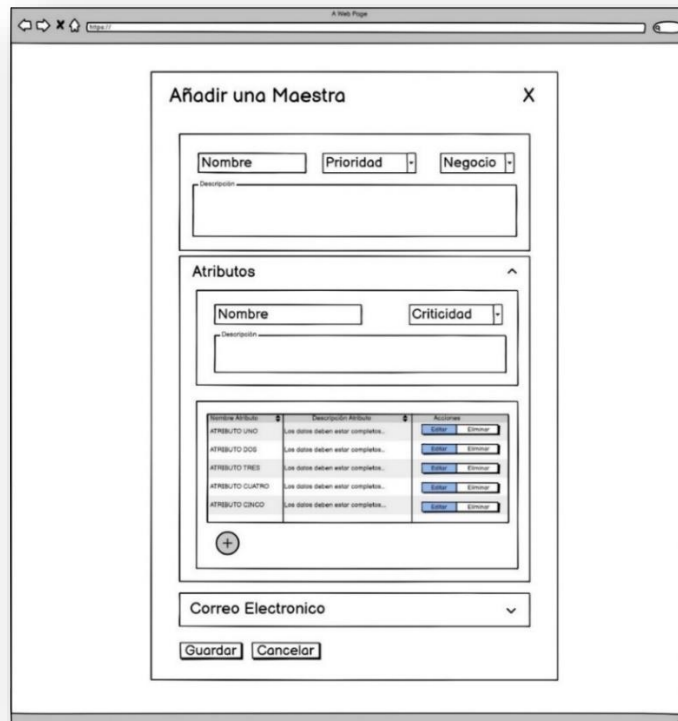 A Web Page
https://
Añadir una Maestra X
Nombre Prioridad Negocio
Descripción
Atributos
Nombre Criticidad
Descripción
Nombre Atributo Descripción Atributo Acciones
ATRIBUTO UNO Los datos deben estar completos... Editar Eliminar
ATRIBUTO DOS Los datos deben estar completos... Editar Eliminar
ATRIBUTO TRES Los datos deben estar completos... Editar Eliminar
ATRIBUTO CUATRO Los datos deben estar completos... Editar Eliminar
ATRIBUTO CINCO Los datos deben estar completos... Editar Eliminar
+
Correo Electronico
Guardar Cancelar